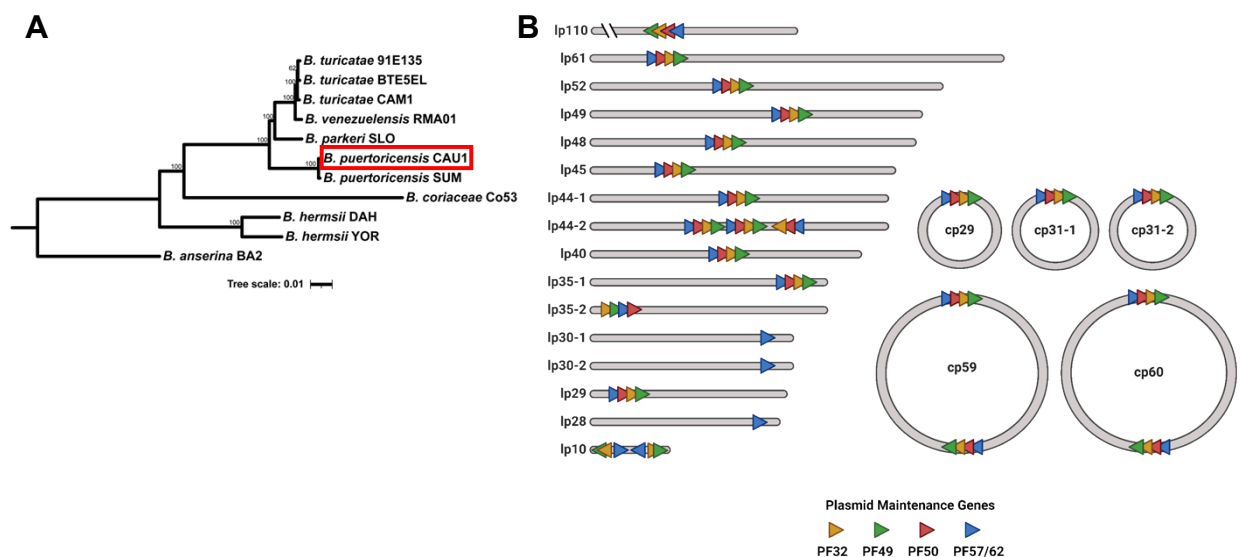 A
B. turicatae 91E135
62
B. turicatae BTE5EL
100
B. turicatae CAM1
100
B. venezuelensis RMA01
100
B. parkeri SLO
100
B. puertoricensis CAU1
100
B. puertoricensis SUM
100
B. coriaceae Co53
B. hermsii DAH
100
B. hermsii YOR
B. anserina BA2
Tree scale: 0.01
B
lp110
lp61
lp52
lp49
lp48
lp45
lp44-1
lp44-2
lp40
lp35-1
lp35-2
lp30-1
lp30-2
lp29
lp28
lp10
cp29 cp31-1 cp31-2
cp59 cp60
Plasmid Maintenance Genes
PF32 PF49 PF50 PF57/62